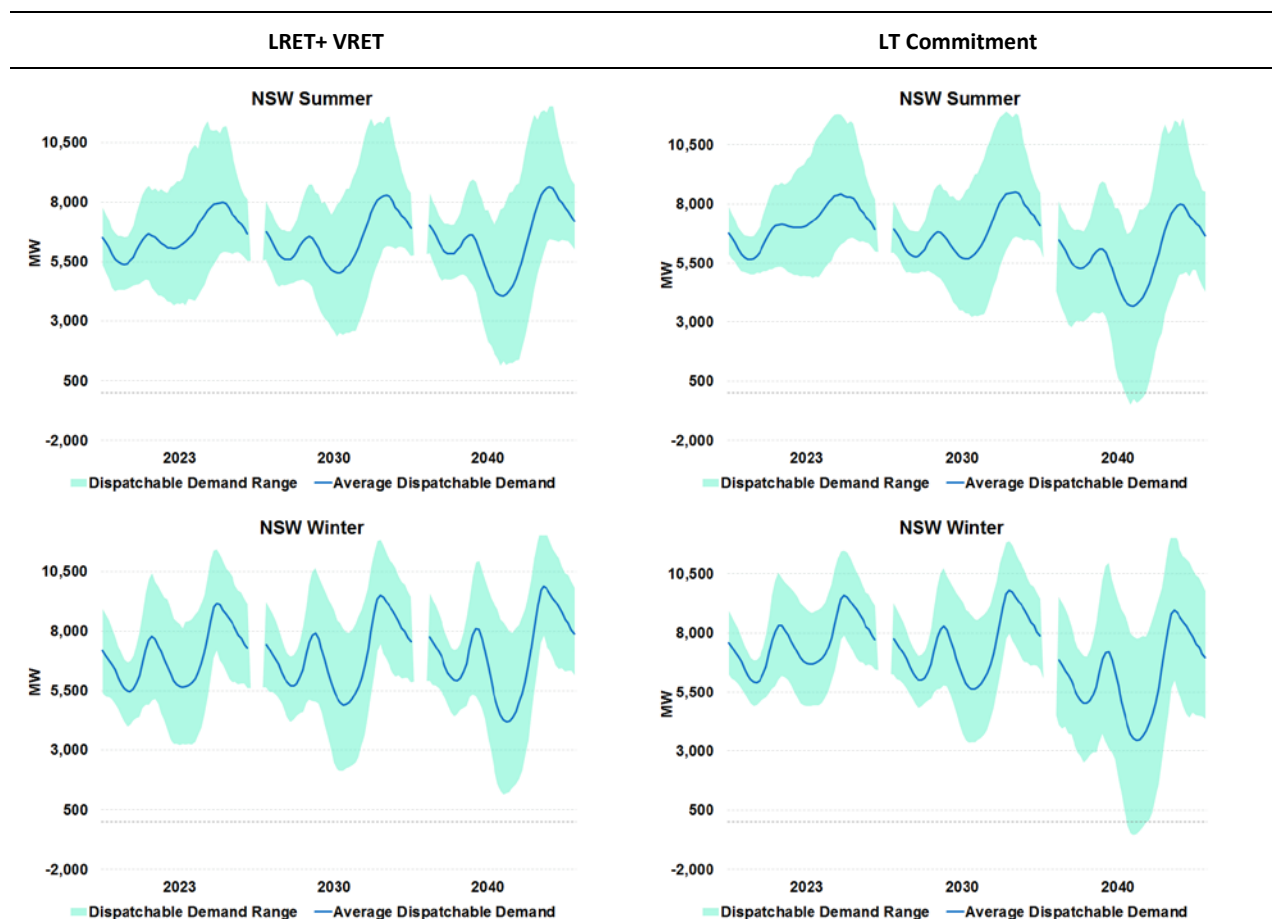 LRET+ VRET
LT Commitment
NSW Summer
MW
10,500
8,000
5,500
3,000
500
-2,000
2023 2030 2040
Dispatchable Demand Range Average Dispatchable Demand
NSW Summer
MW
10,500
8,000
5,500
3,000
500
-2,000
2023 2030 2040
Dispatchable Demand Range Average Dispatchable Demand
NSW Winter
MW
10,500
8,000
5,500
3,000
500
-2,000
2023 2030 2040
Dispatchable Demand Range Average Dispatchable Demand
NSW Winter
MW
10,500
8,000
5,500
3,000
500
-2,000
2023 2030 2040
Dispatchable Demand Range Average Dispatchable Demand